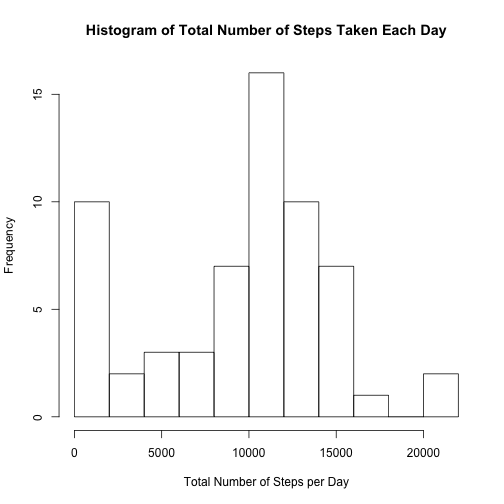 Histogram of Total Number of Steps Taken Each Day
Frequency
15
10
5
0
0 5000 10000 15000 20000
Total Number of Steps per Day